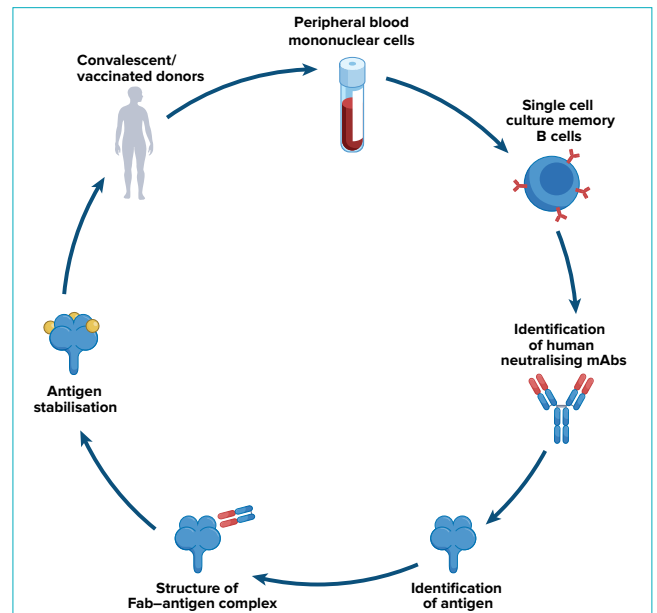 Peripheral blood
mononuclear cells
Convalescent/
vaccinated donors
Single cell
culture memory
B cells
Identification
of human
neutralising mAbs
Identification
of antigen
Structure of
Fab–antigen complex
Antigen
stabilisation